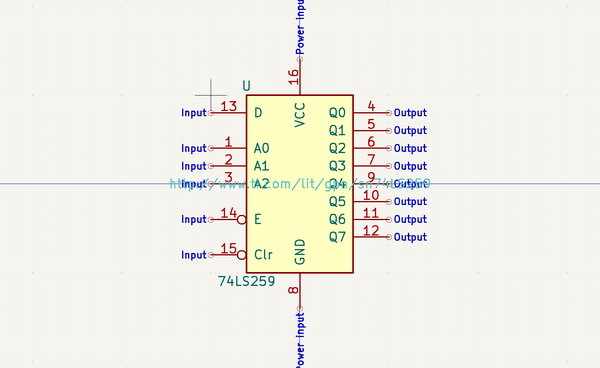 Power input
16
U
VCC
Input 13 D Q0 4 Output
Q1 5 Output
Input 1 A0 Q2 6 Output
Input 2 A1 Q3 7 Output
Input 3 A2 Q4 9 Output
http://www.ti.com/lit/gpn/sn74LS259
Q5 10 Output
Input 14 E Q6 11 Output
Q7 12 Output
Input 15 Clr
GND
74LS259
8
Power input